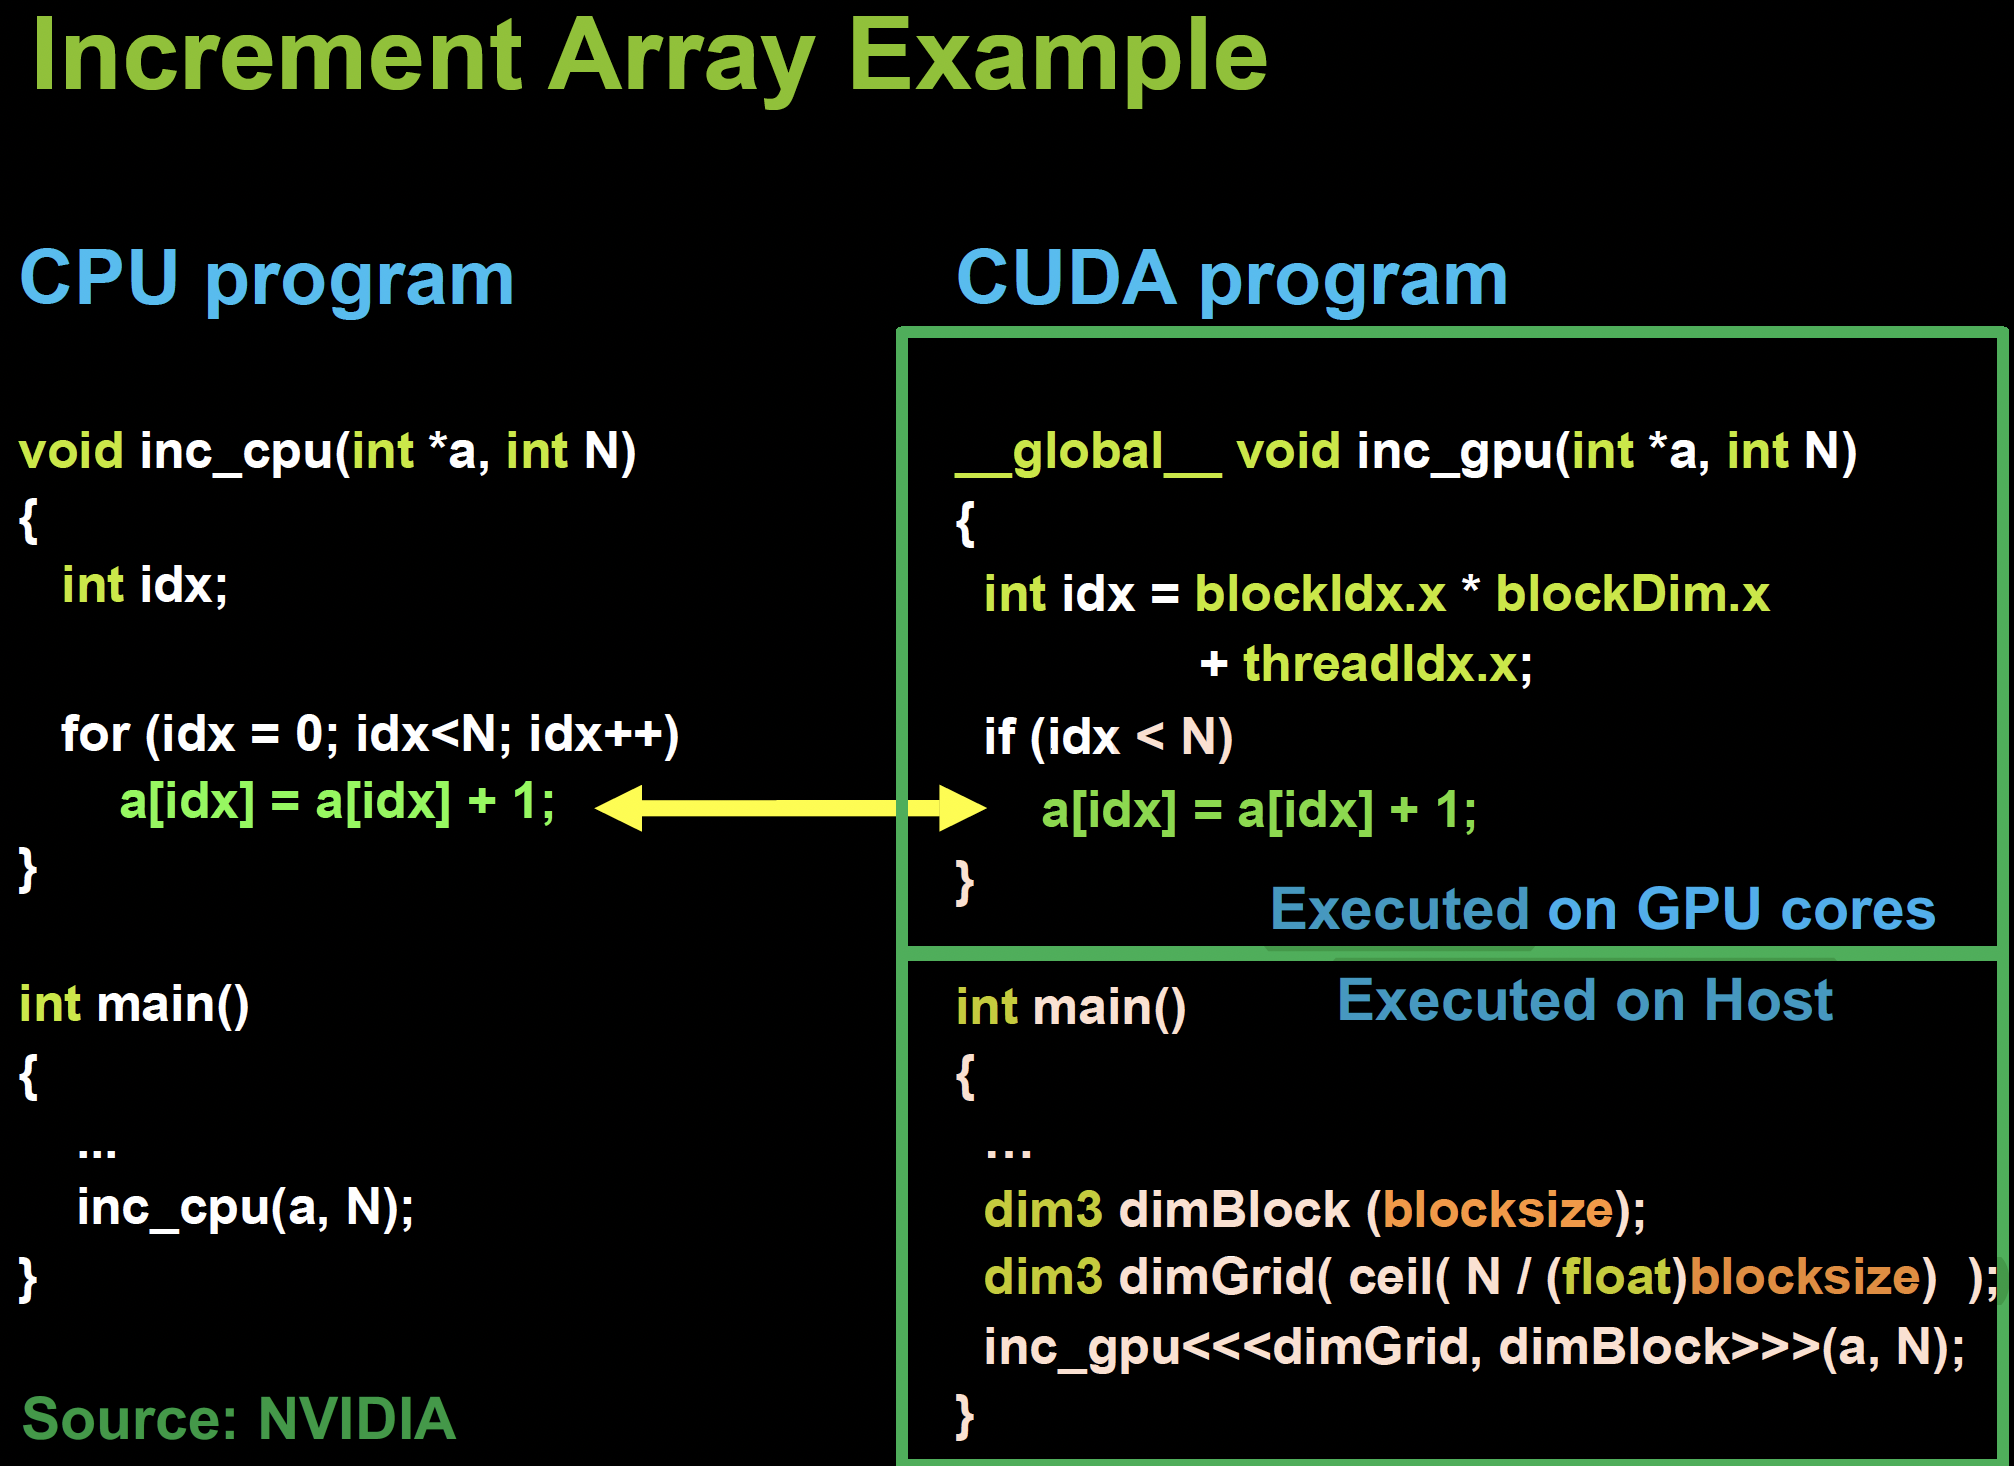 Increment Array Example
CPU program
void inc_cpu(int *a, int N)
{
int idx;
for (idx = 0; idx<N; idx++)
a[idx] = a[idx] + 1;
}
int main()
{
...
inc_cpu(a, N);
}
Source: NVIDIA
CUDA program
__global__ void inc_gpu(int *a, int N)
{
int idx = blockIdx.x * blockDim.x
+ threadIdx.x;
if (idx < N)
a[idx] = a[idx] + 1;
}
Executed on GPU cores
int main()
Executed on Host
{
…
dim3 dimBlock (blocksize);
dim3 dimGrid( ceil( N / (float)blocksize) );
inc_gpu<<<dimGrid, dimBlock>>>(a, N);
}